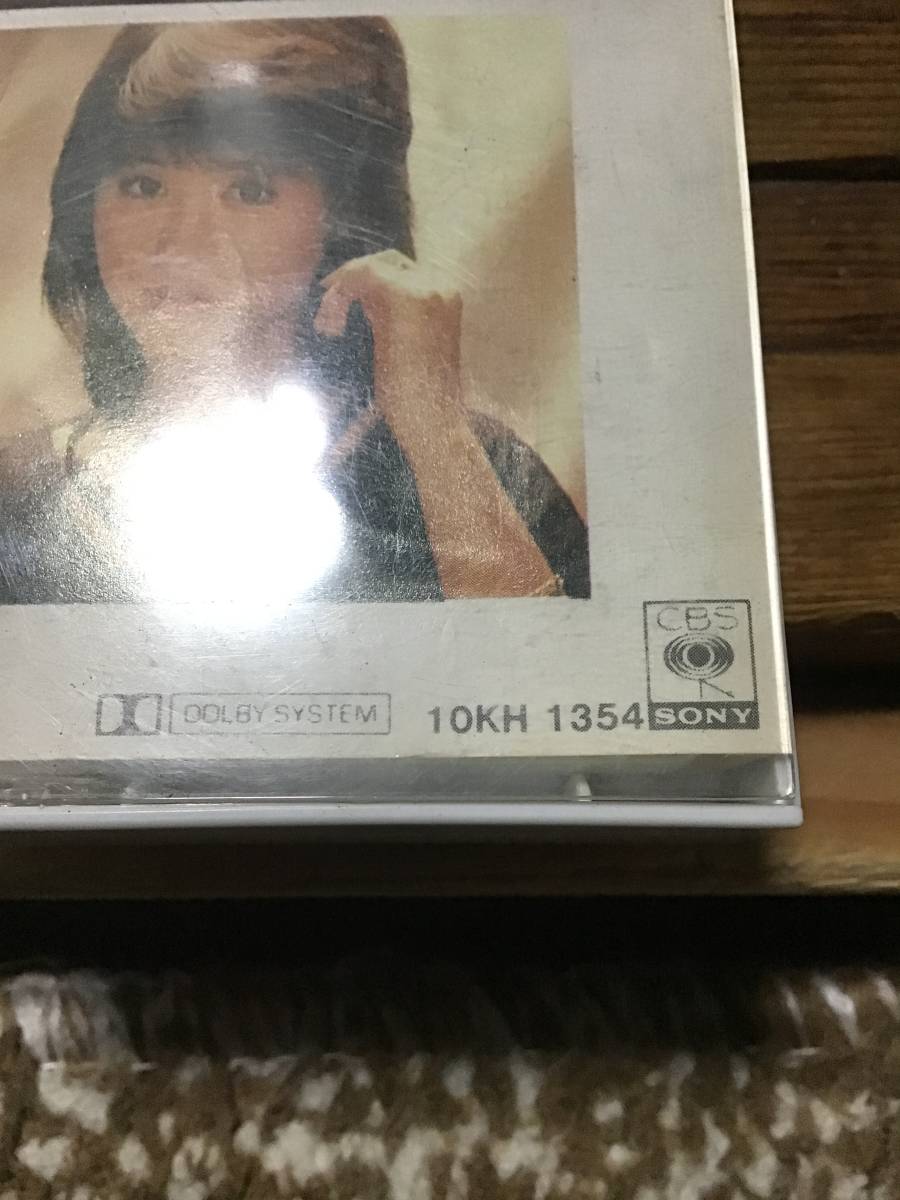 CBS
DOLBY SYSTEM 10KH 1354 SONY